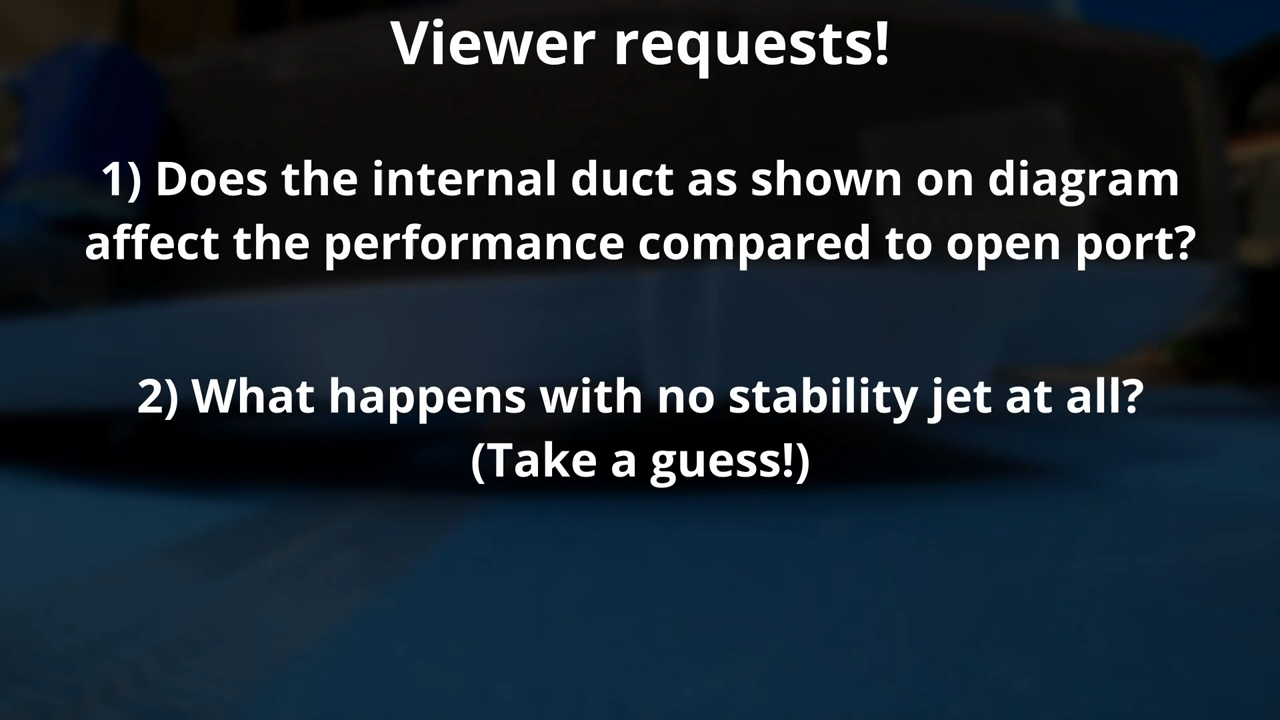 Viewer requests!
1) Does the internal duct as shown on diagram
affect the performance compared to open port?
2) What happens with no stability jet at all?
(Take a guess!)